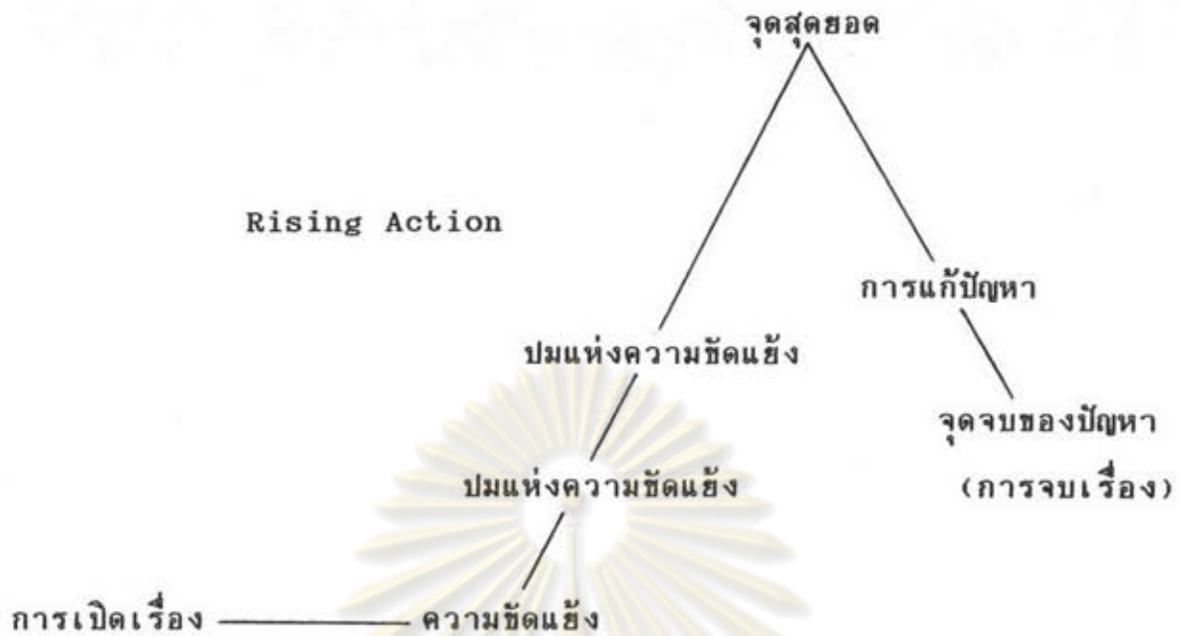 จุดสุดยอด
Rising Action
การแก้ปัญหา
ปมแห่งความขัดแย้ง
จุดจบของปัญหา
ปมแห่งความขัดแย้ง
(การจบเรื่อง)
การเปิดเรื่อง
ความขัดแย้ง